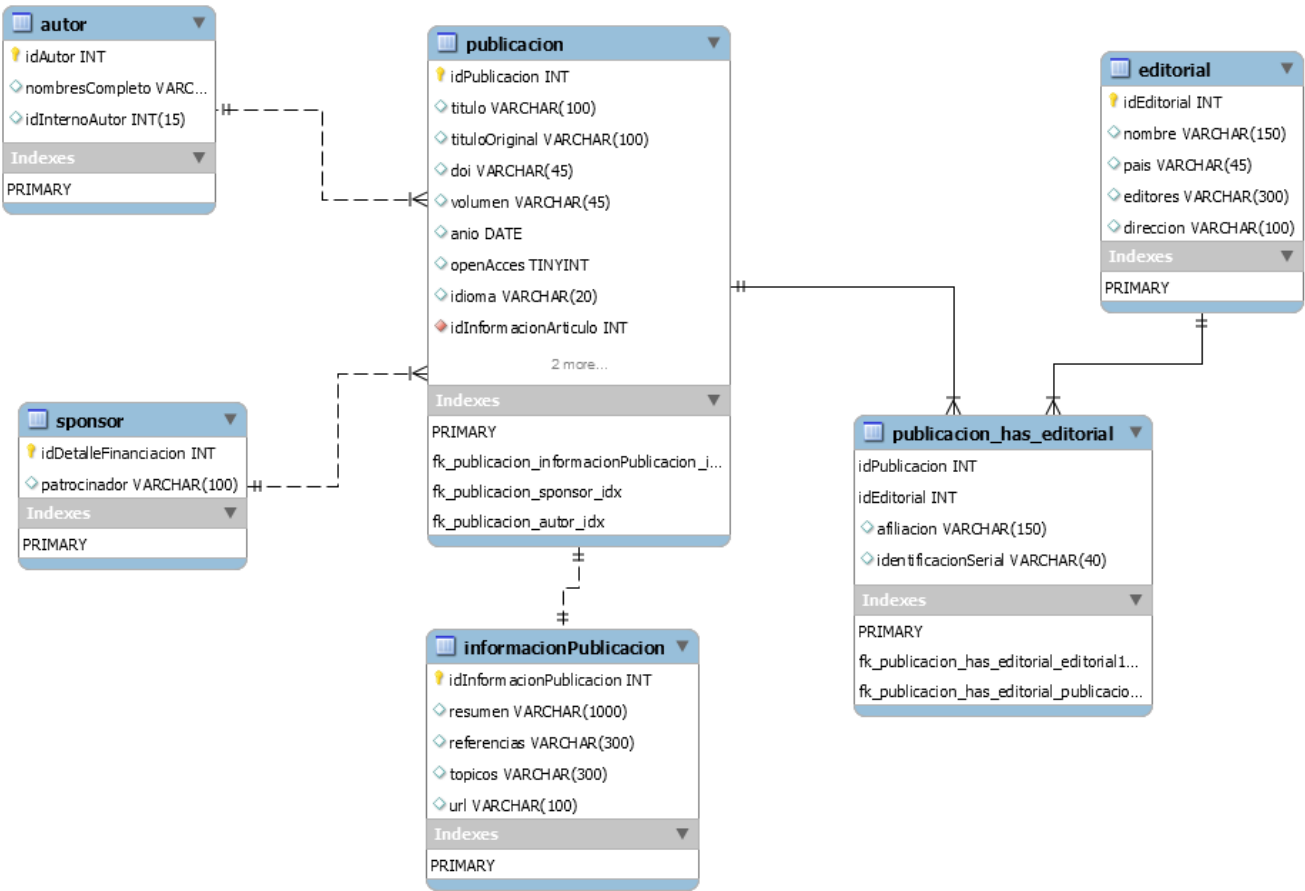 autor
idAutor INT
nombresCompleto VARC...
idInternoAutor INT(15)
Indexes
PRIMARY
publicacion
idPublicacion INT
titulo VARCHAR(100)
tituloOriginal VARCHAR(100)
doi VARCHAR(45)
volumen VARCHAR(45)
anio DATE
openAcces TINYINT
idioma VARCHAR(20)
idInformacionArticulo INT
2 more...
Indexes
PRIMARY
fk_publicacion_informacionPublicacion_i...
fk_publicacion_sponsor_idx
fk_publicacion_autor_idx
editorial
idEditorial INT
nombre VARCHAR(150)
pais VARCHAR(45)
editores VARCHAR(300)
direccion VARCHAR(100)
Indexes
PRIMARY
sponsor
idDetalleFinanciacion INT
patrocinador VARCHAR(100)
Indexes
PRIMARY
publicacion_has_editorial
idPublicacion INT
idEditorial INT
afiliacion VARCHAR(150)
identificacionSerial VARCHAR(40)
Indexes
PRIMARY
fk_publicacion_has_editorial_editorial1...
fk_publicacion_has_editorial_publicacio...
informacionPublicacion
idInformacionPublicacion INT
resumen VARCHAR(1000)
referencias VARCHAR(300)
topicos VARCHAR(300)
url VARCHAR(100)
Indexes
PRIMARY